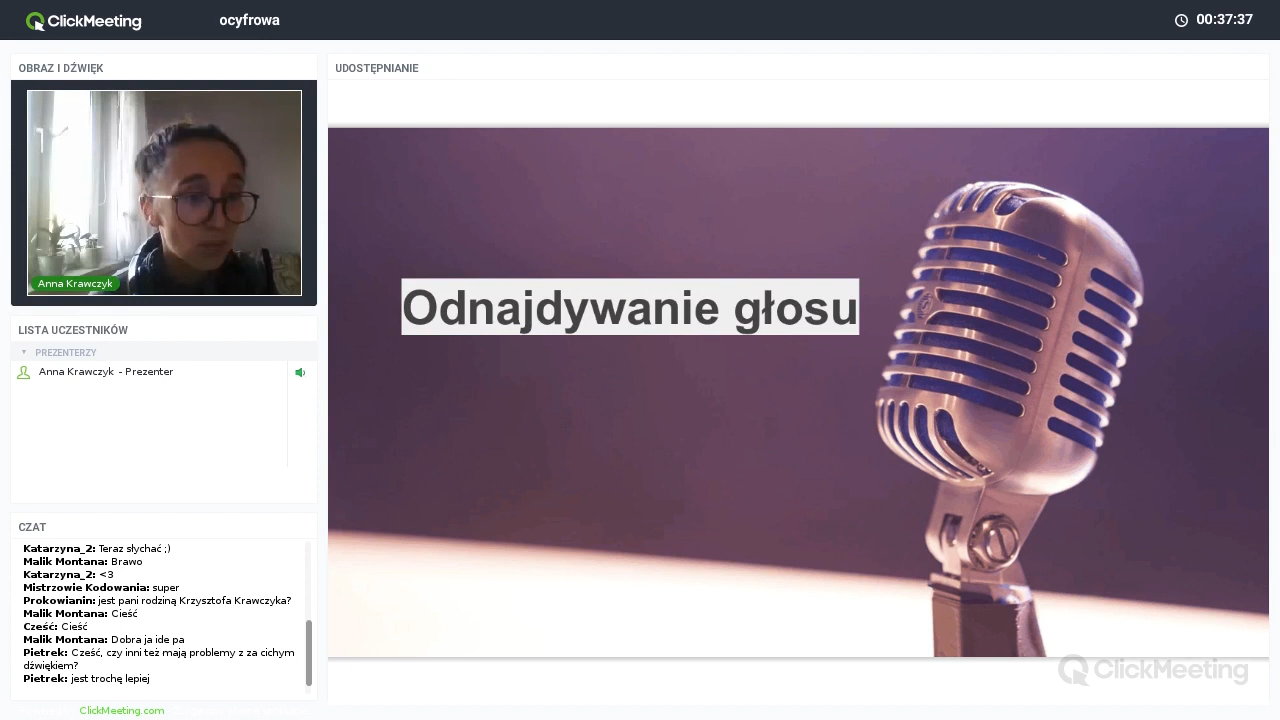 ClickMeeting
ocyfrowa
00:37:37
OBRAZ I DŹWIĘK
Anna Krawczyk
LISTA UCZESTNIKÓW
PREZENTERZY
Anna Krawczyk - Prezenter
CZAT
Katarzyna_2: Teraz słychać ;)
Malik Montana: Brawo
Katarzyna_2: <3
Mistrzowie Kodowania: super
Prokowianin: jest pani rodziną Krzysztofa Krawczyka?
Malik Montana: Cieść
Cześć: Cieść
Malik Montana: Dobra ja ide pa
Pietrek: Cześć, czy inni też mają problemy z za cichym
dźwiękiem?
Pietrek: jest trochę lepiej
ClickMeeting.com
UDOSTĘPNIANIE
Odnajdywanie głosu
ClickMeeting